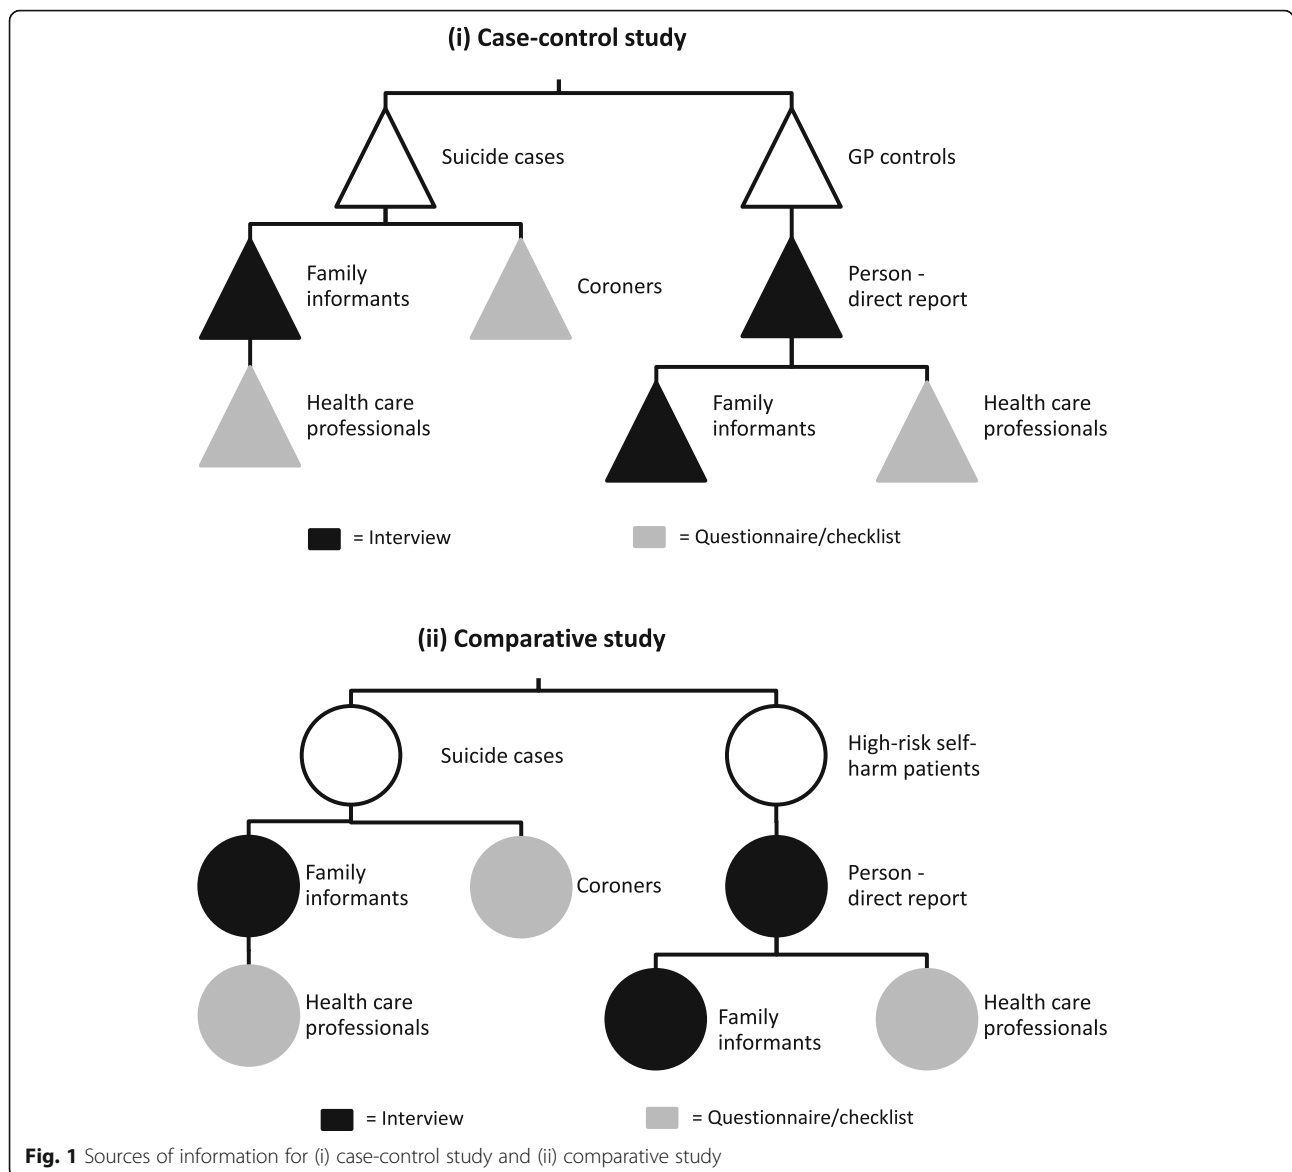 (i) Case-control study
Suicide cases
GP controls
Family
informants
Coroners
Person -
direct report
Health care
professionals
Family
informants
Health care
professionals
= Interview
= Questionnaire/checklist
(ii) Comparative study
Suicide cases
High-risk self-
harm patients
Family
informants
Coroners
Person -
direct report
Health care
professionals
Family
informants
Health care
professionals
= Interview
= Questionnaire/checklist
Fig. 1 Sources of information for (i) case-control study and (ii) comparative study